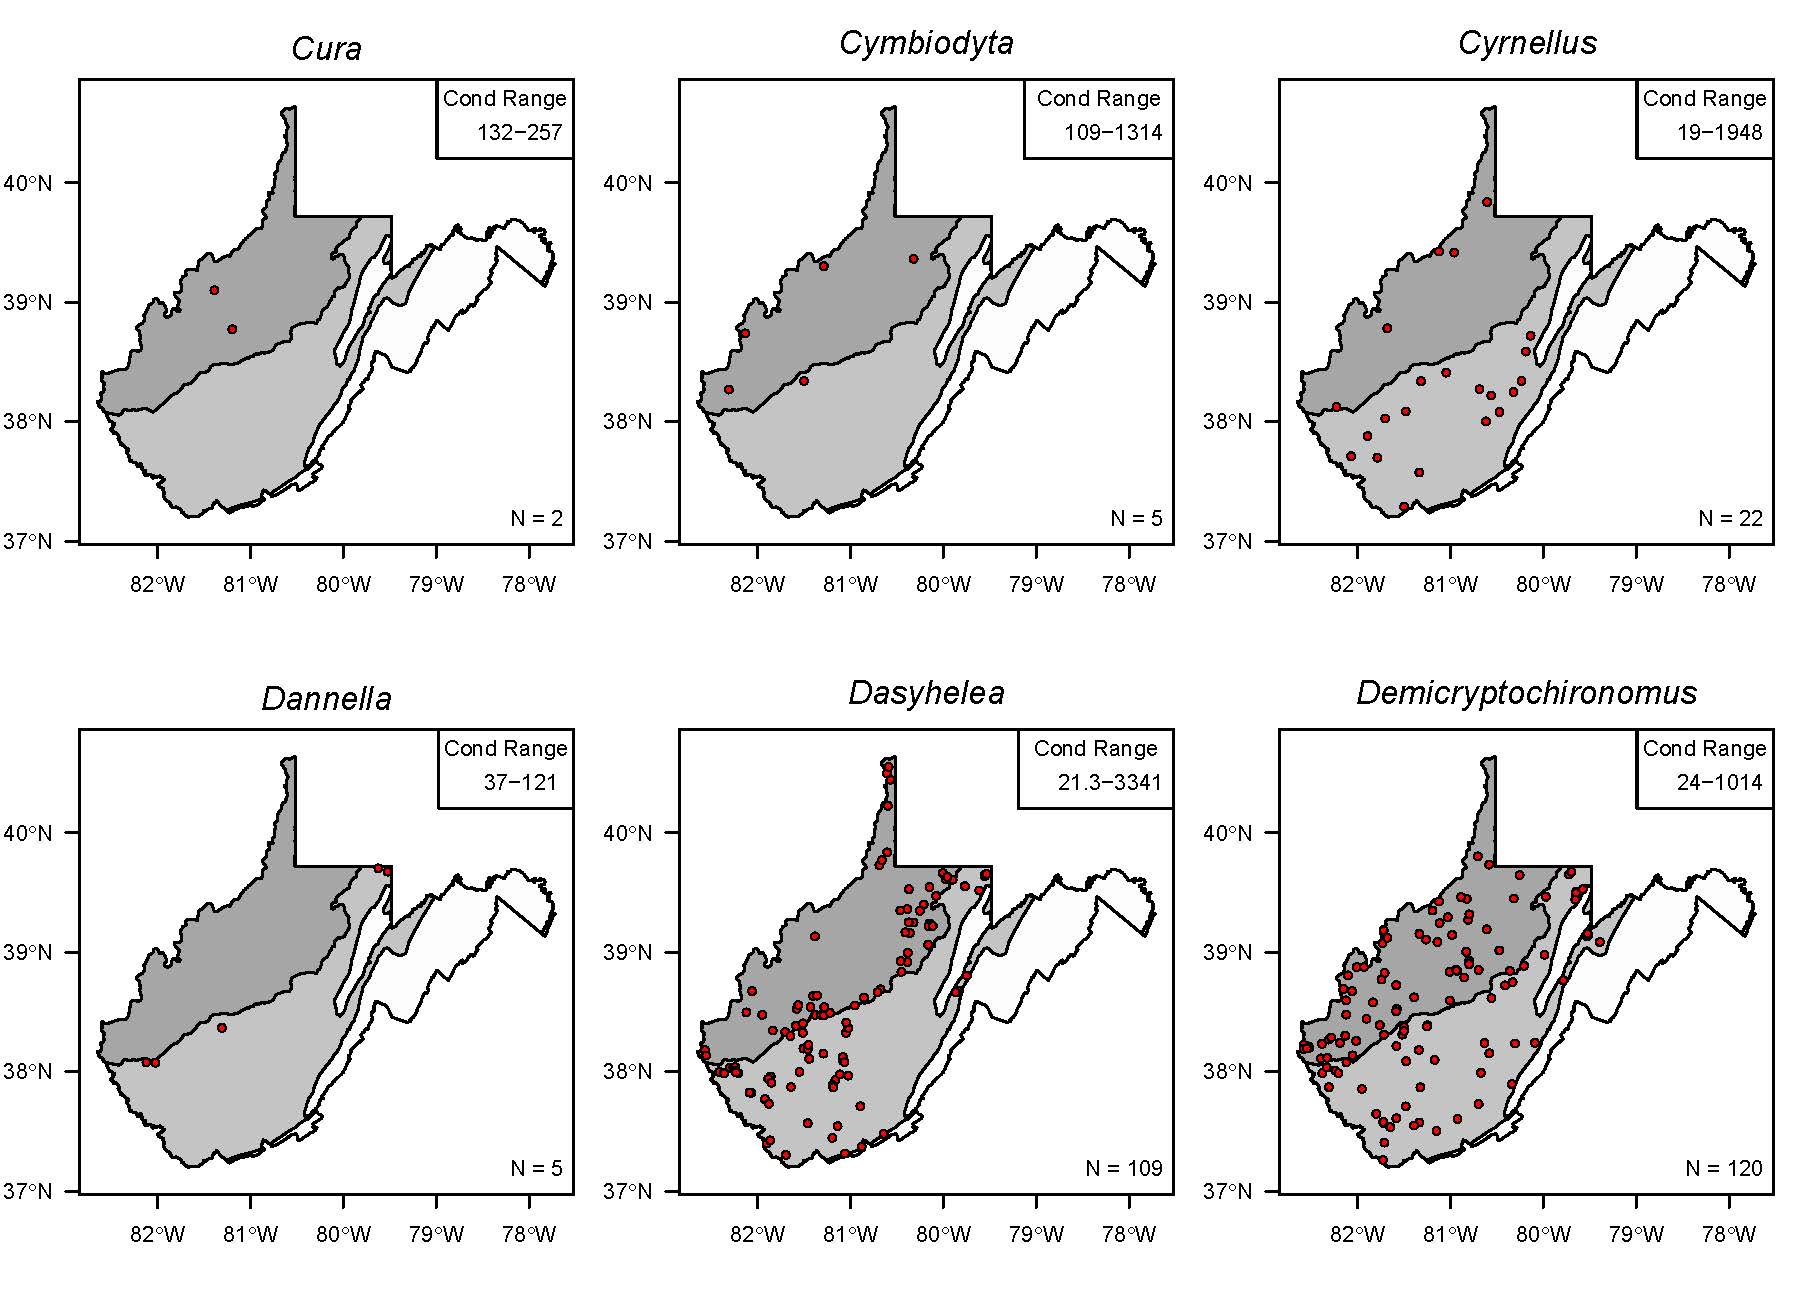 Cura
Cond Range
132−257
40°N
39°N
38°N
37°N
N = 2
82°W 81°W 80°W 79°W 78°W
Cymbiodyta
Cond Range
109−1314
40°N
39°N
38°N
37°N
N = 5
82°W 81°W 80°W 79°W 78°W
Cyrnellus
Cond Range
19−1948
40°N
39°N
38°N
37°N
N = 22
82°W 81°W 80°W 79°W 78°W
Dannella
Cond Range
37−121
40°N
39°N
38°N
37°N
N = 5
82°W 81°W 80°W 79°W 78°W
Dasyhelea
Cond Range
21.3−3341
40°N
39°N
38°N
37°N
N = 109
82°W 81°W 80°W 79°W 78°W
Demicryptochironomus
Cond Range
24−1014
40°N
39°N
38°N
37°N
N = 120
82°W 81°W 80°W 79°W 78°W